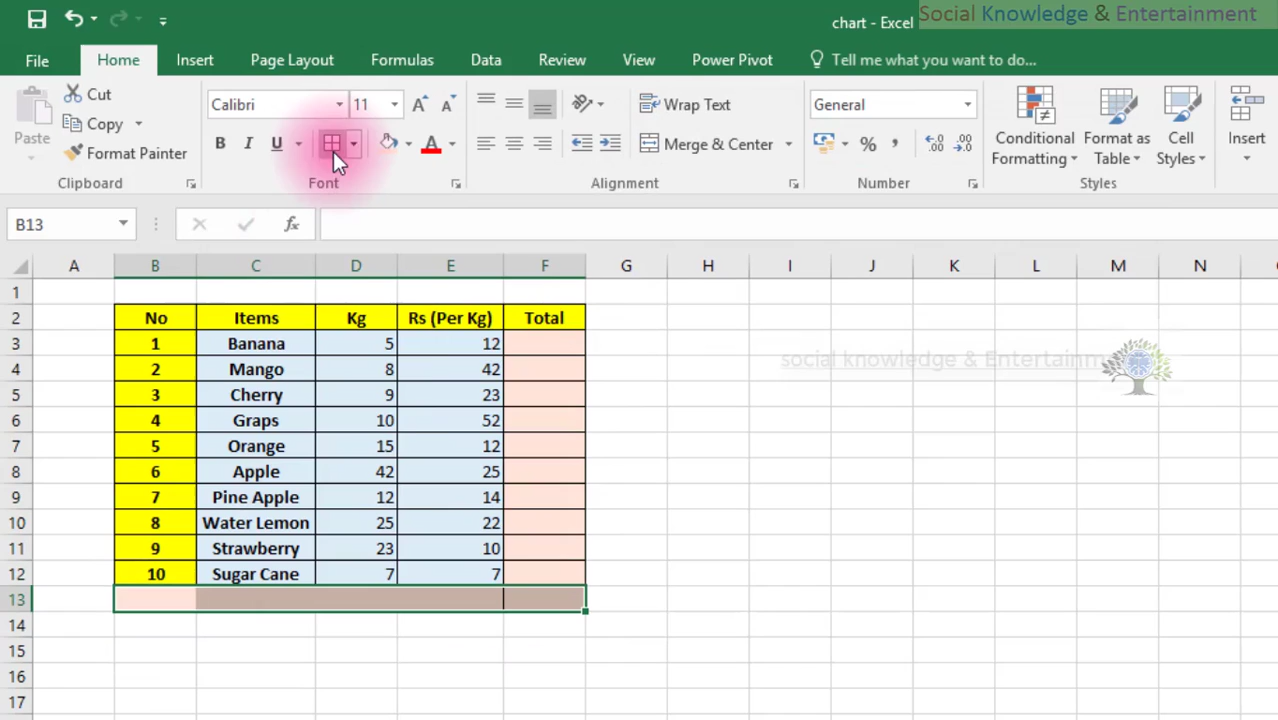 Social Knowledge & Entertainment
chart - Excel
File Home Insert Page Layout Formulas Data Review View Power Pivot Tell me what you want to do...
Paste
Cut
Copy
Format Painter
Clipboard
Calibri 11
B I U A
Font
Wrap Text
Merge & Center
Alignment
General
%
Number
Conditional Formatting
Format as Table
Cell Styles
Styles
Insert
B13
fx
A B C D E F G H I J K L M N
1
2 No Items Kg Rs (Per Kg) Total
3 1 Banana 5 12
4 2 Mango 8 42
5 3 Cherry 9 23
6 4 Graps 10 52
7 5 Orange 15 12
8 6 Apple 42 25
9 7 Pine Apple 12 14
10 8 Water Lemon 25 22
11 9 Strawberry 23 10
12 10 Sugar Cane 7 7
13
14
15
16
17
social knowledge & Entertainm